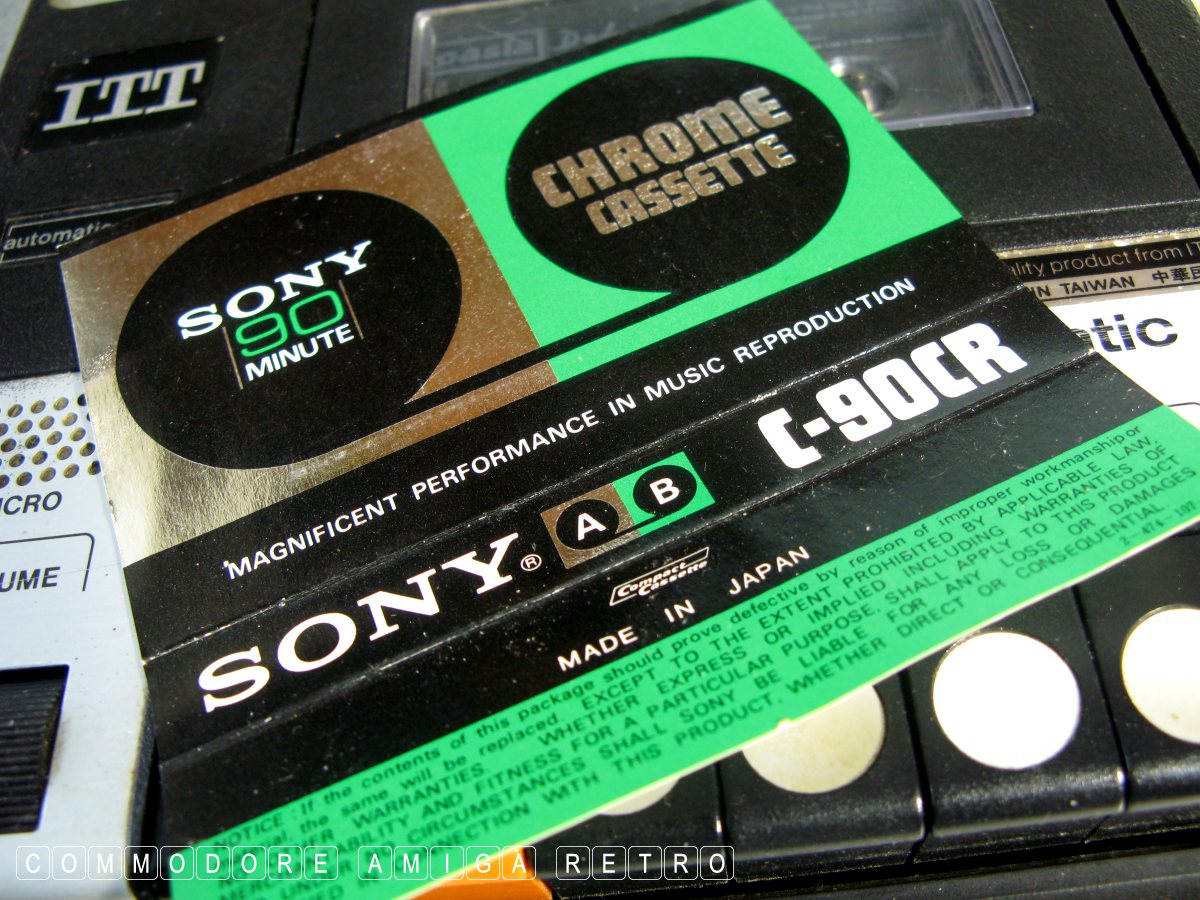 ITT
automatic
CHROME
CASSETTE
SONY
90
MINUTE
ality product from IT
IN TAIWAN 中華民
atic
"MAGNIFICENT PERFORMANCE IN MUSIC REPRODUCTION"
C-90CR
SONY®
A B
Compact
Cassette
MADE IN JAPAN
NOTICE: If the contents of this package should prove defective by reason of improper workmanship or
the same will be replaced. EXCEPT TO THE EXTENT PROHIBITED BY APPLICABLE LAW,
WARRANTIES WHETHER EXPRESS OR IMPLIED INCLUDING WARRANTIES OF
AND FITNESS FOR A PARTICULAR PURPOSE, SHALL APPLY TO THIS PRODUCT
CIRCUMSTANCES SHALL SONY BE LIABLE FOR ANY LOSS OR DAMAGES,
WITH THIS PRODUCT, WHETHER DIRECT OR CONSEQUENTIAL
ICRO
UME
COMMODORE AMIGA RETRO